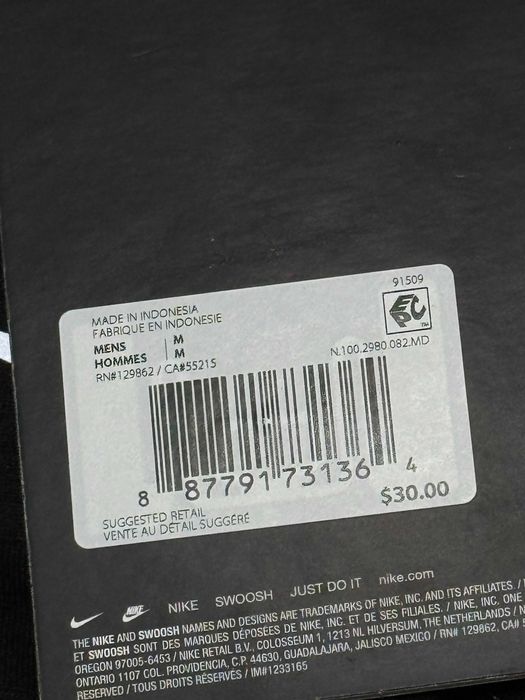 91509
MADE IN INDONESIA
FABRIQUE EN INDONESIE
EPC TM
MENS M
HOMMES M
N.100.2980.082.MD
RN#129862 / CA#55215
8 87791 73136 4
$30.00
SUGGESTED RETAIL
VENTE AU DÉTAIL SUGGÉRÉ
NIKE NIKE SWOOSH JUST DO IT nike.com
THE NIKE AND SWOOSH NAMES AND DESIGNS ARE TRADEMARKS OF NIKE, INC. AND ITS AFFILIATES. /
ET SWOOSH SONT DES MARQUES DÉPOSÉES DE NIKE, INC. ET DE SES FILIALES. / NIKE, INC. ONE
OREGON 97005-6453 / NIKE RETAIL B.V., COLOSSEUM 1, 1213 NL HILVERSUM, THE NETHERLANDS /
ONTARIO 1107 COL. PROVIDENCIA, C.P. 44630, GUADALAJARA, JALISCO MEXICO / RN# 129862, CA#
RESERVED / TOUS DROITS RÉSERVÉS / IM#1233165